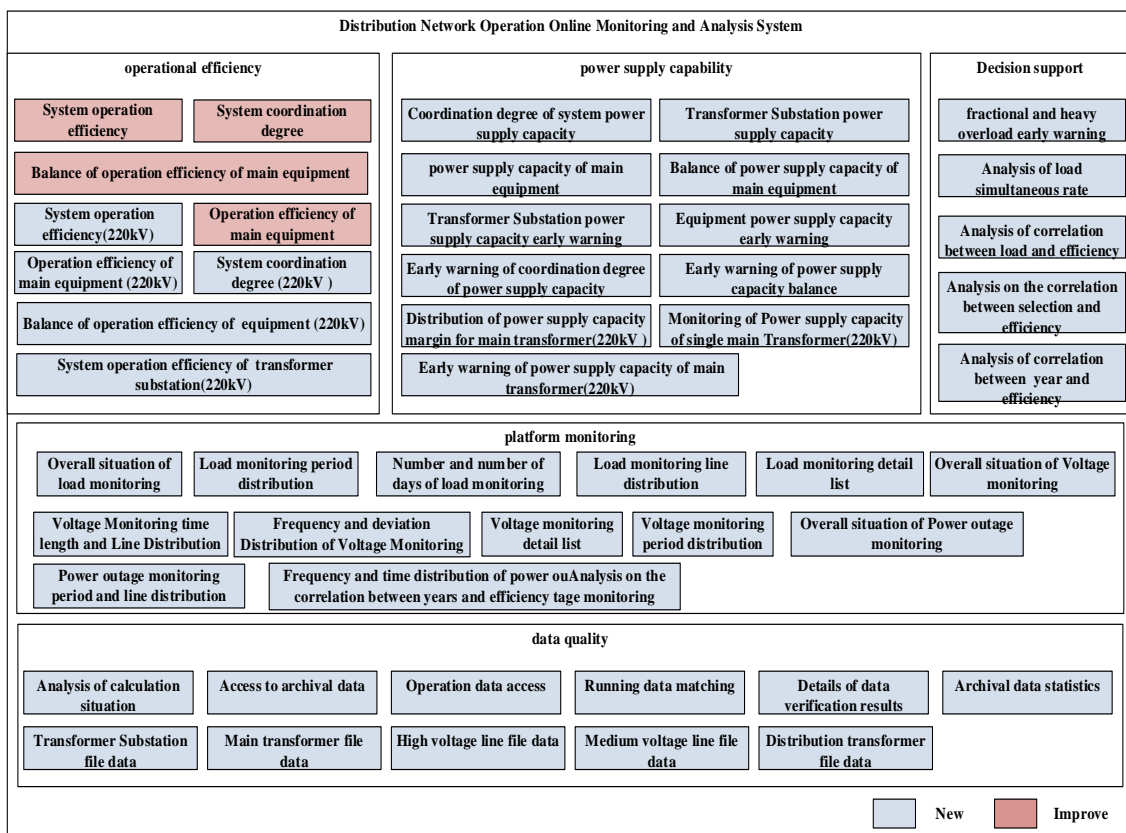 Distribution Network Operation Online Monitoring and Analysis System
operational efficiency
System operation
efficiency
System coordination
degree
Balance of operation efficiency of main equipment
System operation
efficiency(220kV)
Operation efficiency of
main equipment
Operation efficiency of
main equipment (220kV)
System coordination
degree (220kV )
Balance of operation efficiency of equipment (220kV)
System operation efficiency of transformer
substation(220kV)
power supply capability
Coordination degree of system power
supply capacity
Transformer Substation power
supply capacity
power supply capacity of main
equipment
Balance of power supply capacity of
main equipment
Transformer Substation power
supply capacity early warning
Equipment power supply capacity
early warning
Early warning of coordination degree
of power supply capacity
Early warning of power supply
capacity balance
Distribution of power supply capacity
margin for main transformer(220kV )
Monitoring of Power supply capacity
of single main Transformer(220kV)
Early warning of power supply capacity of main
transformer(220kV)
Decision support
fractional and heavy
overload early warning
Analysis of load
simultaneous rate
Analysis of correlation
between load and efficiency
Analysis on the correlation
between selection and
efficiency
Analysis of correlation
between year and
efficiency
platform monitoring
Overall situation of
load monitoring
Load monitoring period
distribution
Number and number of
days of load monitoring
Load monitoring line
distribution
Load monitoring detail
list
Overall situation of Voltage
monitoring
Voltage Monitoring time
length and Line Distribution
Frequency and deviation
Distribution of Voltage Monitoring
Voltage monitoring
detail list
Voltage monitoring
period distribution
Overall situation of Power outage
monitoring
Power outage monitoring
period and line distribution
Frequency and time distribution of power ouAnalysis on the
correlation between years and efficiency tage monitoring
data quality
Analysis of calculation
situation
Access to archival data
Operation data access
Running data matching
Details of data
verification results
Archival data statistics
Transformer Substation
file data
Main transformer file
data
High voltage line file data
Medium voltage line file
data
Distribution transformer
file data
New
Improve